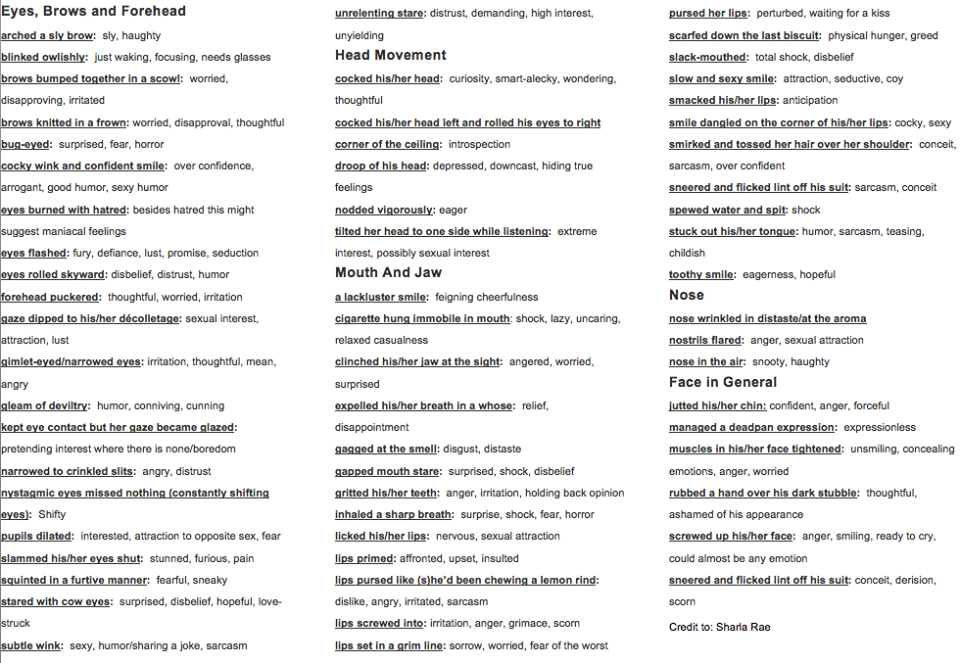 Eyes, Brows and Forehead
arched a sly brow: sly, haughty
blinked owlishly: just waking, focusing, needs glasses
brows bumped together in a scowl: worried,
disapproving, irritated
brows knitted in a frown: worried, disapproval, thoughtful
bug-eyed: surprised, fear, horror
cocky wink and confident smile: over confidence,
arrogant, good humor, sexy humor
eyes burned with hatred: besides hatred this might
suggest maniacal feelings
eyes flashed: fury, defiance, lust, promise, seduction
eyes rolled skyward: disbelief, distrust, humor
forehead puckered: thoughtful, worried, irritation
gaze dipped to his/her décolletage: sexual interest,
attraction, lust
gimlet-eyed/narrowed eyes: irritation, thoughtful, mean,
angry
gleam of deviltry: humor, conniving, cunning
kept eye contact but her gaze became glazed:
pretending interest where there is none/boredom
narrowed to crinkled slits: angry, distrust
nystagmic eyes missed nothing (constantly shifting
eyes): Shifty
pupils dilated: interested, attraction to opposite sex, fear
slammed his/her eyes shut: stunned, furious, pain
squinted in a furtive manner: fearful, sneaky
stared with cow eyes: surprised, disbelief, hopeful, love-
struck
subtle wink: sexy, humor/sharing a joke, sarcasm
unrelenting stare: distrust, demanding, high interest,
unyielding
Head Movement
cocked his/her head: curiosity, smart-alecky, wondering,
thoughtful
cocked his/her head left and rolled his eyes to right
corner of the ceiling: introspection
droop of his head: depressed, downcast, hiding true
feelings
nodded vigorously: eager
tilted her head to one side while listening: extreme
interest, possibly sexual interest
Mouth And Jaw
a lackluster smile: feigning cheerfulness
cigarette hung immobile in mouth: shock, lazy, uncaring,
relaxed casualness
clinched his/her jaw at the sight: angered, worried,
surprised
expelled his/her breath in a whose: relief,
disappointment
gagged at the smell: disgust, distaste
gapped mouth stare: surprised, shock, disbelief
gritted his/her teeth: anger, irritation, holding back opinion
inhaled a sharp breath: surprise, shock, fear, horror
licked his/her lips: nervous, sexual attraction
lips primed: affronted, upset, insulted
lips pursed like (s)he'd been chewing a lemon rind:
dislike, angry, irritated, sarcasm
lips screwed into: irritation, anger, grimace, scorn
lips set in a grim line: sorrow, worried, fear of the worst
pursed her lips: perturbed, waiting for a kiss
scarfed down the last biscuit: physical hunger, greed
slack-mouthed: total shock, disbelief
slow and sexy smile: attraction, seductive, coy
smacked his/her lips: anticipation
smile dangled on the corner of his/her lips: cocky, sexy
smirked and tossed her hair over her shoulder: conceit,
sarcasm, over confident
sneered and flicked lint off his suit: sarcasm, conceit
spewed water and spit: shock
stuck out his/her tongue: humor, sarcasm, teasing,
childish
toothy smile: eagerness, hopeful
Nose
nose wrinkled in distaste/at the aroma
nostrils flared: anger, sexual attraction
nose in the air: snooty, haughty
Face in General
jutted his/her chin: confident, anger, forceful
managed a deadpan expression: expressionless
muscles in his/her face tightened: unsmiling, concealing
emotions, anger, worried
rubbed a hand over his dark stubble: thoughtful,
ashamed of his appearance
screwed up his/her face: anger, smiling, ready to cry,
could almost be any emotion
sneered and flicked lint off his suit: conceit, derision,
scorn
Credit to: Sharla Rae